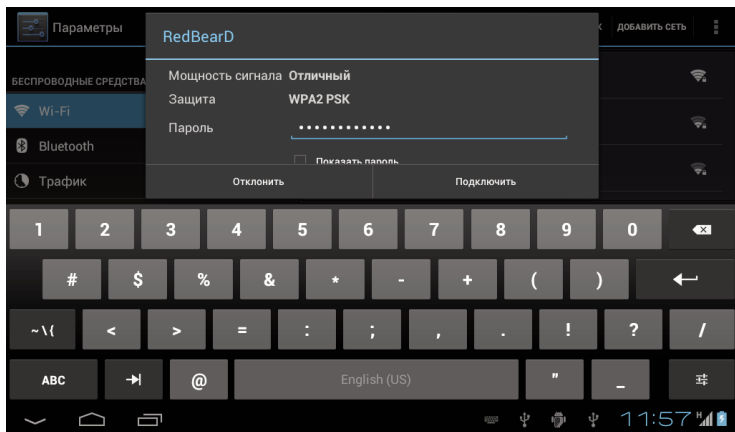 Параметры
RedBearD
ДОБАВИТЬ СЕТЬ
БЕСПРОВОДНЫЕ СРЕДСТВА
Мощность сигнала Отличный
Защита WPA2 PSK
Wi-Fi
Пароль ••••••••••••
Bluetooth
Показать пароль
Трафик
Отклонить Подключить
1 2 3 4 5 6 7 8 9 0
# $ % & * - + ( )
~\{ < > = : ; , . ! ? /
ABC @ English (US) " _
11:57 H